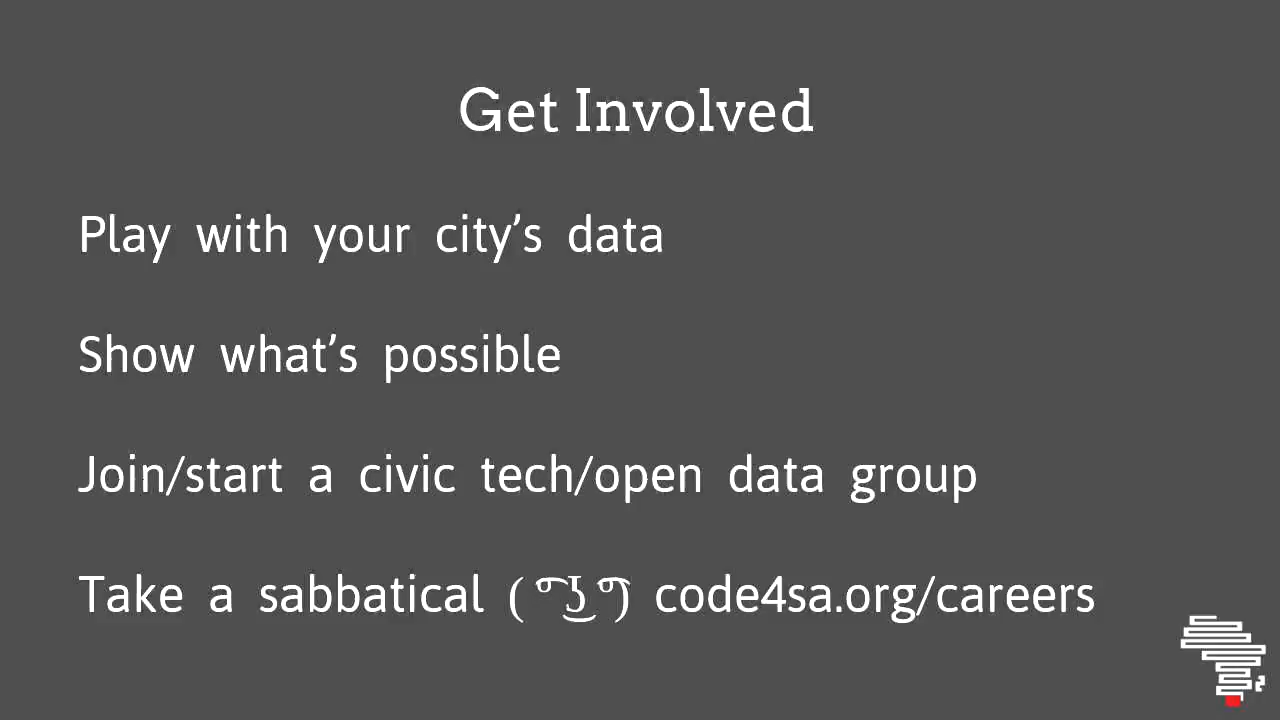 Get Involved
Play with your city’s data
Show what’s possible
Join/start a civic tech/open data group
Take a sabbatical ( ͡° ͜ʖ ͡°) code4sa.org/careers